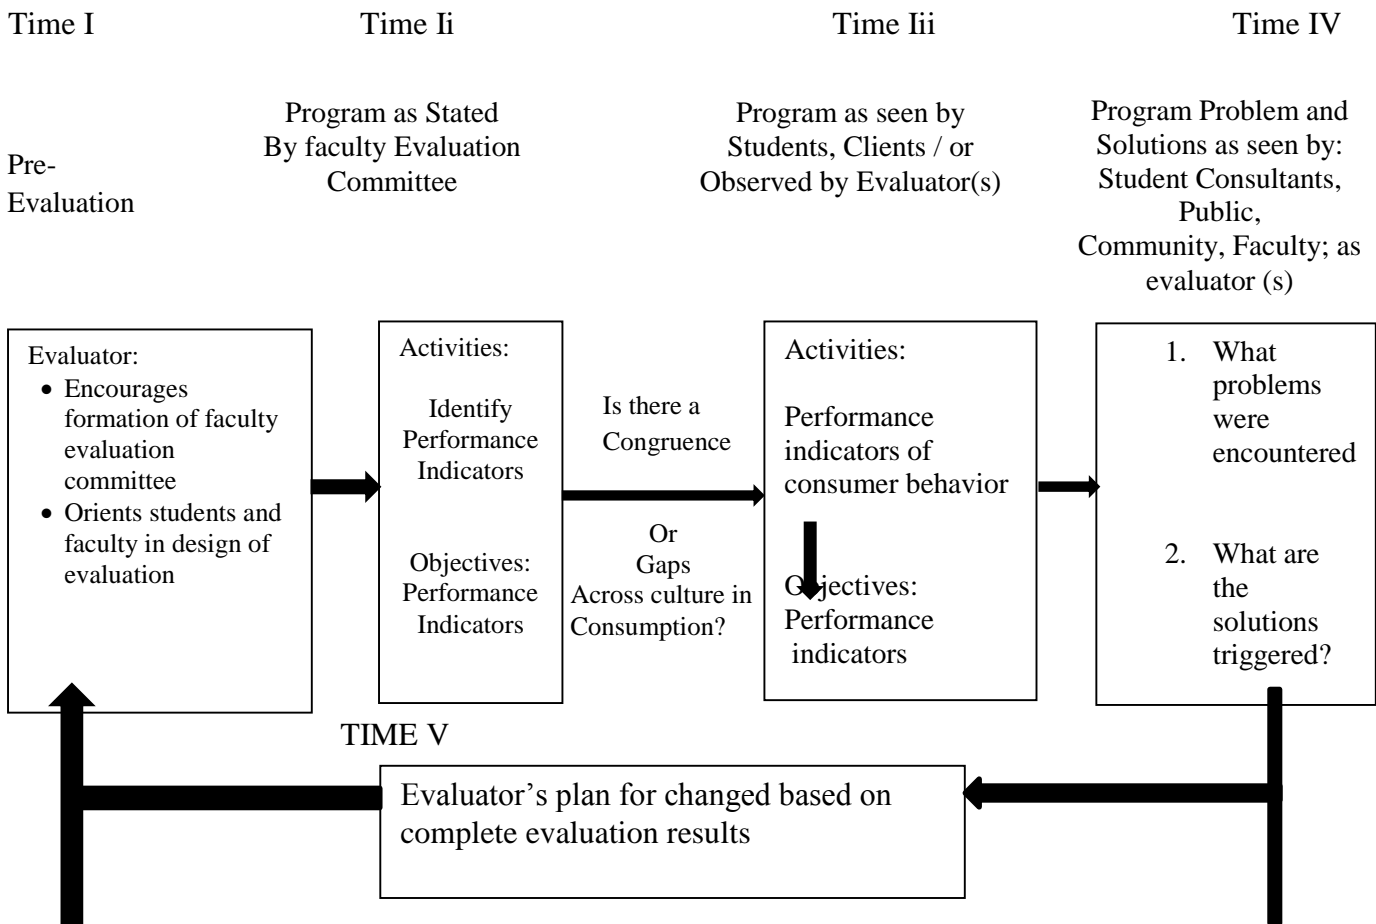 Time I
Time Ii
Time Iii
Time IV
Pre-
Evaluation
Program as Stated
By faculty Evaluation
Committee
Program as seen by
Students, Clients / or
Observed by Evaluator(s)
Program Problem and
Solutions as seen by:
Student Consultants,
Public,
Community, Faculty; as
evaluator (s)
Evaluator:
• Encourages
formation of faculty
evaluation
committee
• Orients students and
faculty in design of
evaluation
Activities:
Identify
Performance
Indicators
Objectives:
Performance
Indicators
Is there a
Congruence
Or
Gaps
Across culture in
Consumption?
Activities:
Performance
indicators of
consumer behavior
Objectives:
Performance
indicators
1. What
problems
were
encountered
2. What are
the
solutions
triggered?
TIME V
Evaluator’s plan for changed based on
complete evaluation results